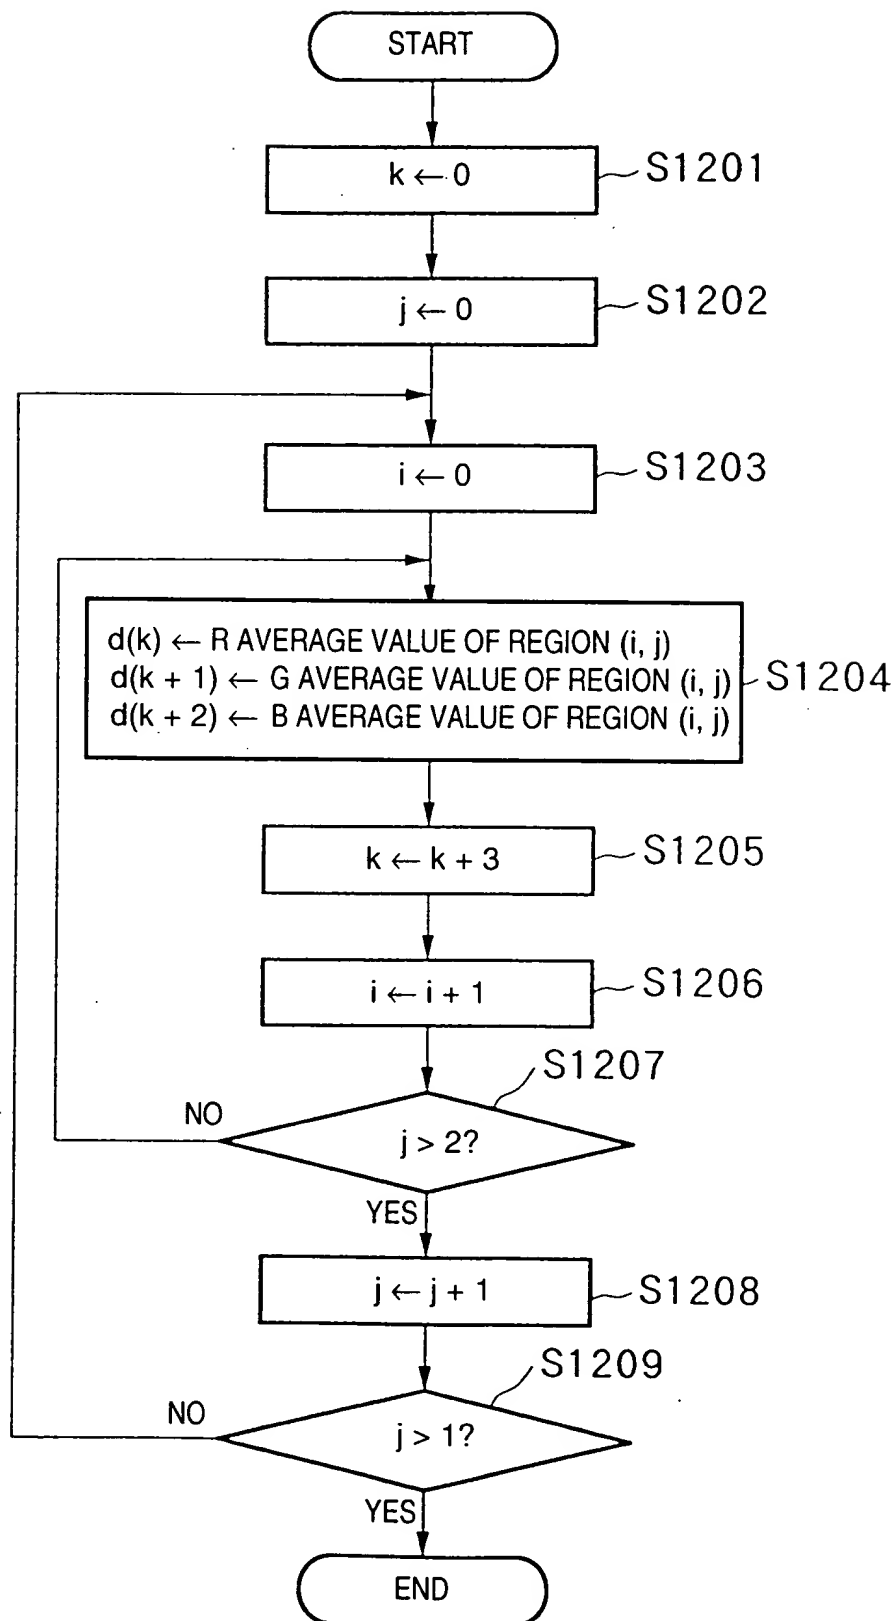 START
k ← 0
S1201
j ← 0
S1202
i ← 0
S1203
d(k) ← R AVERAGE VALUE OF REGION (i, j)
d(k + 1) ← G AVERAGE VALUE OF REGION (i, j)
d(k + 2) ← B AVERAGE VALUE OF REGION (i, j)
S1204
k ← k + 3
S1205
i ← i + 1
S1206
S1207
NO
j > 2?
YES
j ← j + 1
S1208
S1209
NO
j > 1?
YES
END